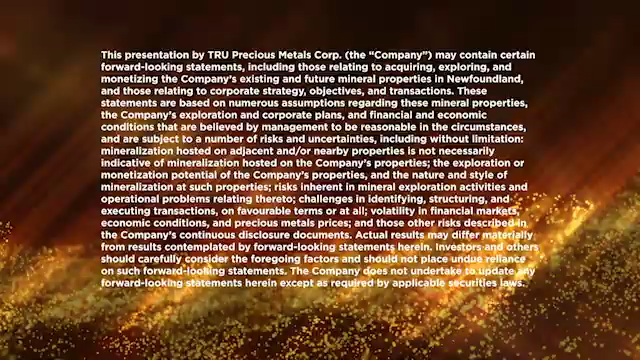 This presentation by TRU Precious Metals Corp. (the “Company”) may contain certain
forward-looking statements, including those relating to acquiring, exploring, and
monetizing the Company’s existing and future mineral properties in Newfoundland,
and those relating to corporate strategy, objectives, and transactions. These
statements are based on numerous assumptions regarding these mineral properties,
the Company’s exploration and corporate plans, and financial and economic
conditions that are believed by management to be reasonable in the circumstances,
and are subject to a number of risks and uncertainties, including without limitation:
mineralization hosted on adjacent and/or nearby properties is not necessarily
indicative of mineralization hosted on the Company’s properties; the exploration or
monetization potential of the Company’s properties, and the nature and style of
mineralization at such properties; risks inherent in mineral exploration activities and
operational problems relating thereto; challenges in identifying, structuring, and
executing transactions, on favourable terms or at all; volatility in financial markets,
economic conditions, and precious metals prices; and those other risks described in
the Company’s continuous disclosure documents. Actual results may differ materially
from results contemplated by forward-looking statements herein. Investors and others
should carefully consider the foregoing factors and should not place undue reliance
on such forward-looking statements. The Company does not undertake to update any
forward-looking statements herein except as required by applicable securities laws.